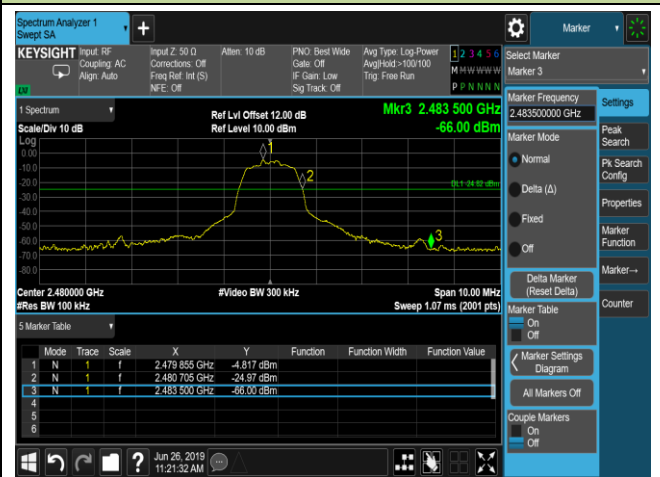 Spectrum Analyzer 1
Swept SA
Marker
KEYSIGHT
Input: RF
Coupling: AC
Align: Auto
Input Z: 50 Ω
Corrections: Off
Freq Ref: Int (S)
NFE: Off
Atten: 10 dB
PNO: Best Wide
Gate: Off
IF Gain: Low
Sig Track: Off
Avg Type: Log-Power
Avg|Hold:>100/100
Trig: Free Run
1 2 3 4 5 6
M M W W W W
P P N N N N
Select Marker
Marker 3
1 Spectrum
Scale/Div 10 dB
Ref Lvl Offset 12.00 dB
Ref Level 10.00 dBm
Mkr3 2.483 500 GHz
-66.00 dBm
Log
0.00
-10.0
-20.0
-30.0
-40.0
-50.0
-60.0
-70.0
-80.0
1
2
3
DL1 -24.82 dBm
Center 2.480000 GHz
#Res BW 100 kHz
#Video BW 300 kHz
Span 10.00 MHz
Sweep 1.07 ms (2001 pts)
5 Marker Table
Mode Trace Scale X Y Function Function Width Function Value
1 N 1 f 2.479 855 GHz -4.817 dBm
2 N 1 f 2.480 705 GHz -24.97 dBm
3 N 1 f 2.483 500 GHz -66.00 dBm
4
5
6
Marker Frequency
2.483500000 GHz
Marker Mode
Normal
Delta (Δ)
Fixed
Off
Delta Marker
(Reset Delta)
Marker Table
On
Off
Marker Settings
Diagram
All Markers Off
Couple Markers
On
Off
Settings
Peak
Search
Pk Search
Config
Properties
Marker
Function
Marker→
Counter
Jun 26, 2019
11:21:32 AM